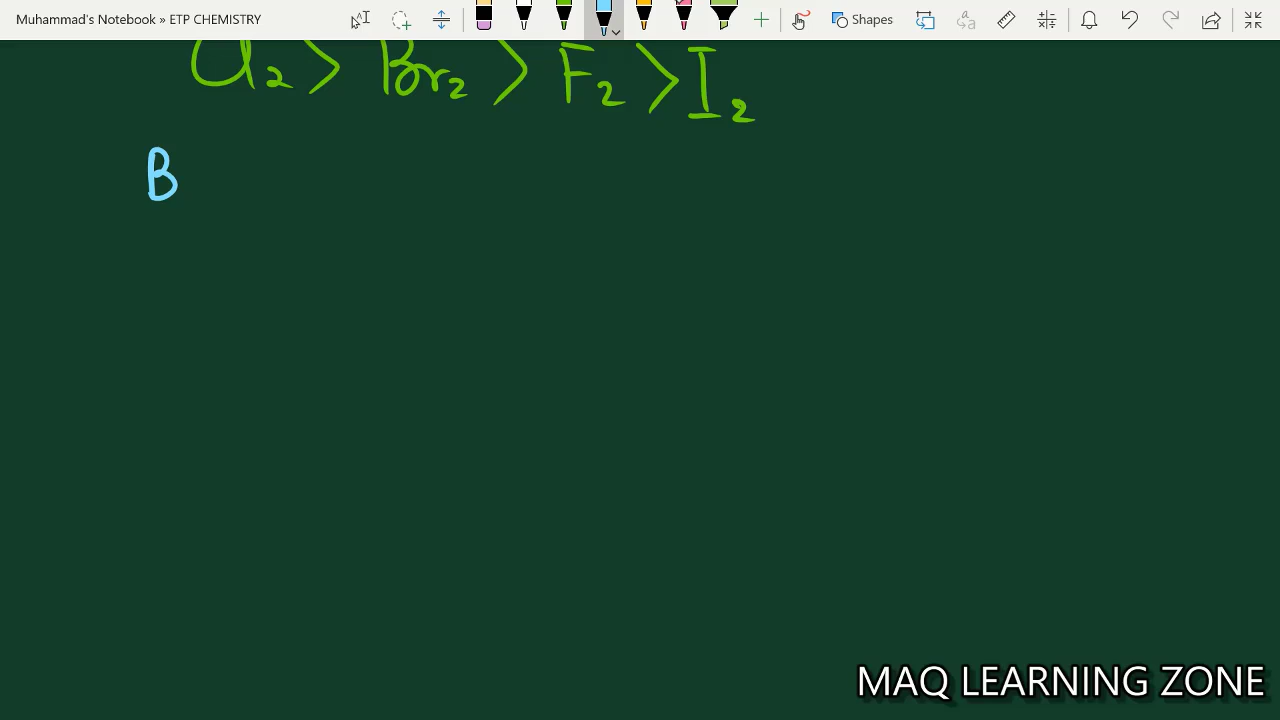 Muhammad's Notebook » ETP CHEMISTRY
Shapes
Cl₂ > Br₂ > F₂ > I₂
B
MAQ LEARNING ZONE